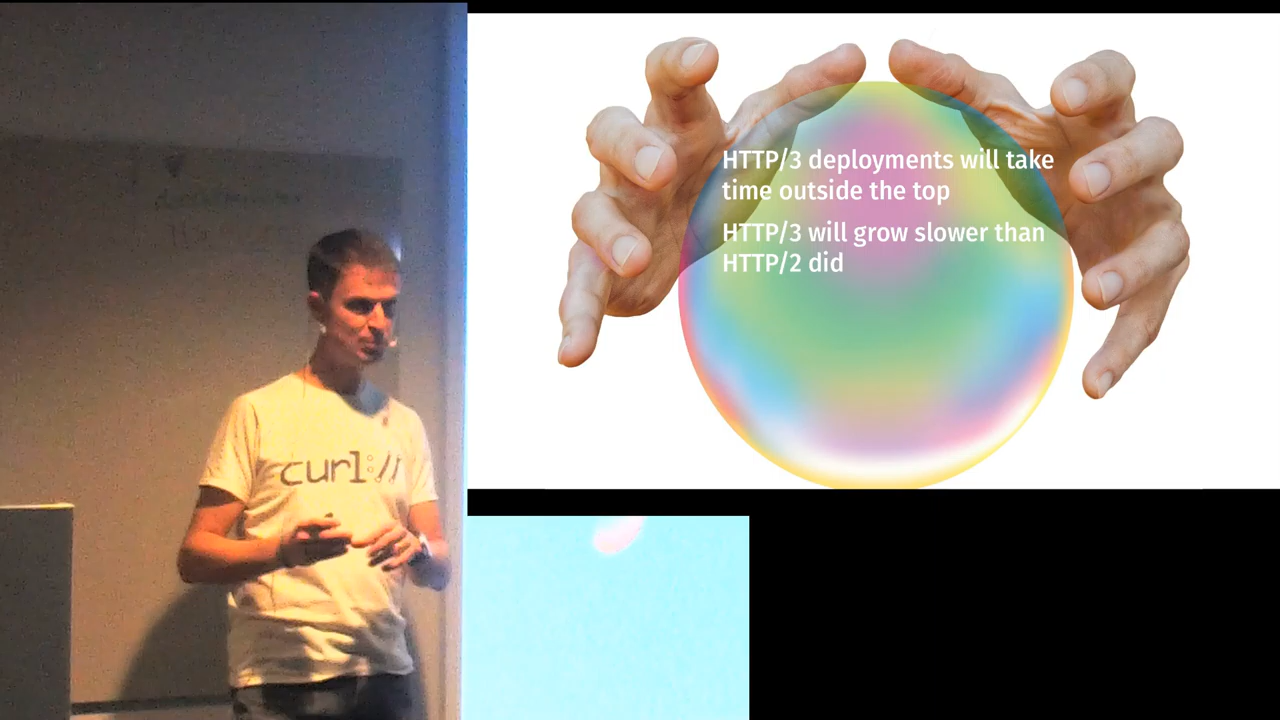 HTTP/3 deployments will take
time outside the top
HTTP/3 will grow slower than
HTTP/2 did
curl://